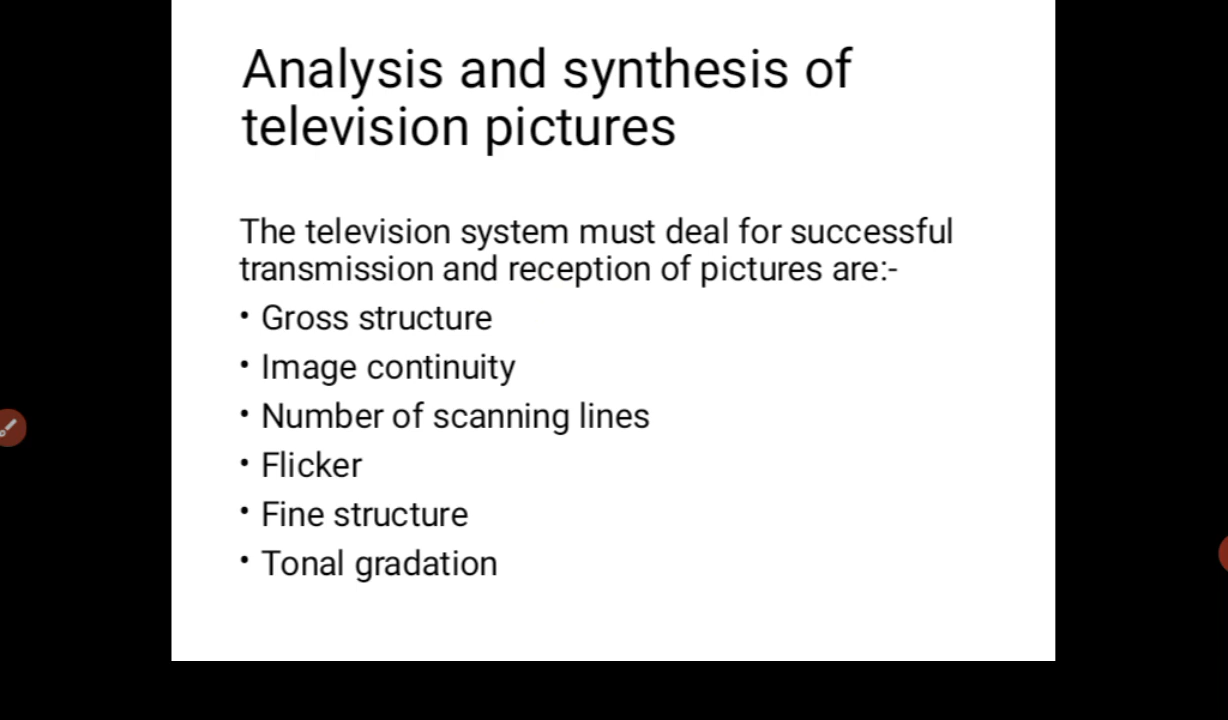 Analysis and synthesis of
television pictures
The television system must deal for successful
transmission and reception of pictures are:-
• Gross structure
• Image continuity
• Number of scanning lines
• Flicker
• Fine structure
• Tonal gradation